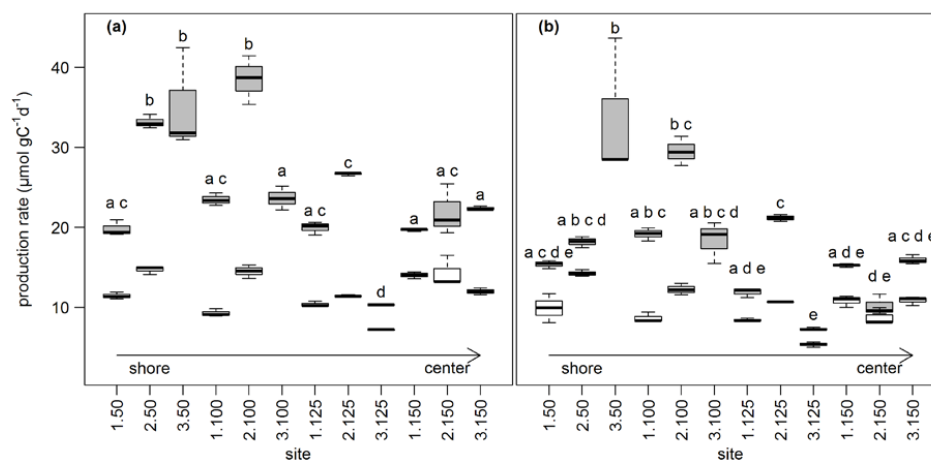 (a)
(b)
production rate (µmol gC⁻¹d⁻¹)
40
30
20
10
a c
b
b
a c
b
a
a c
c
d
a
a c
a
a c d e
a b c d
b
a b c
b c
a b c d
a d e
c
e
a d e
d e
a c d e
shore
center
shore
center
1.50
2.50
3.50
1.100
2.100
3.100
1.125
2.125
3.125
1.150
2.150
3.150
1.50
2.50
3.50
1.100
2.100
3.100
1.125
2.125
3.125
1.150
2.150
3.150
site
site